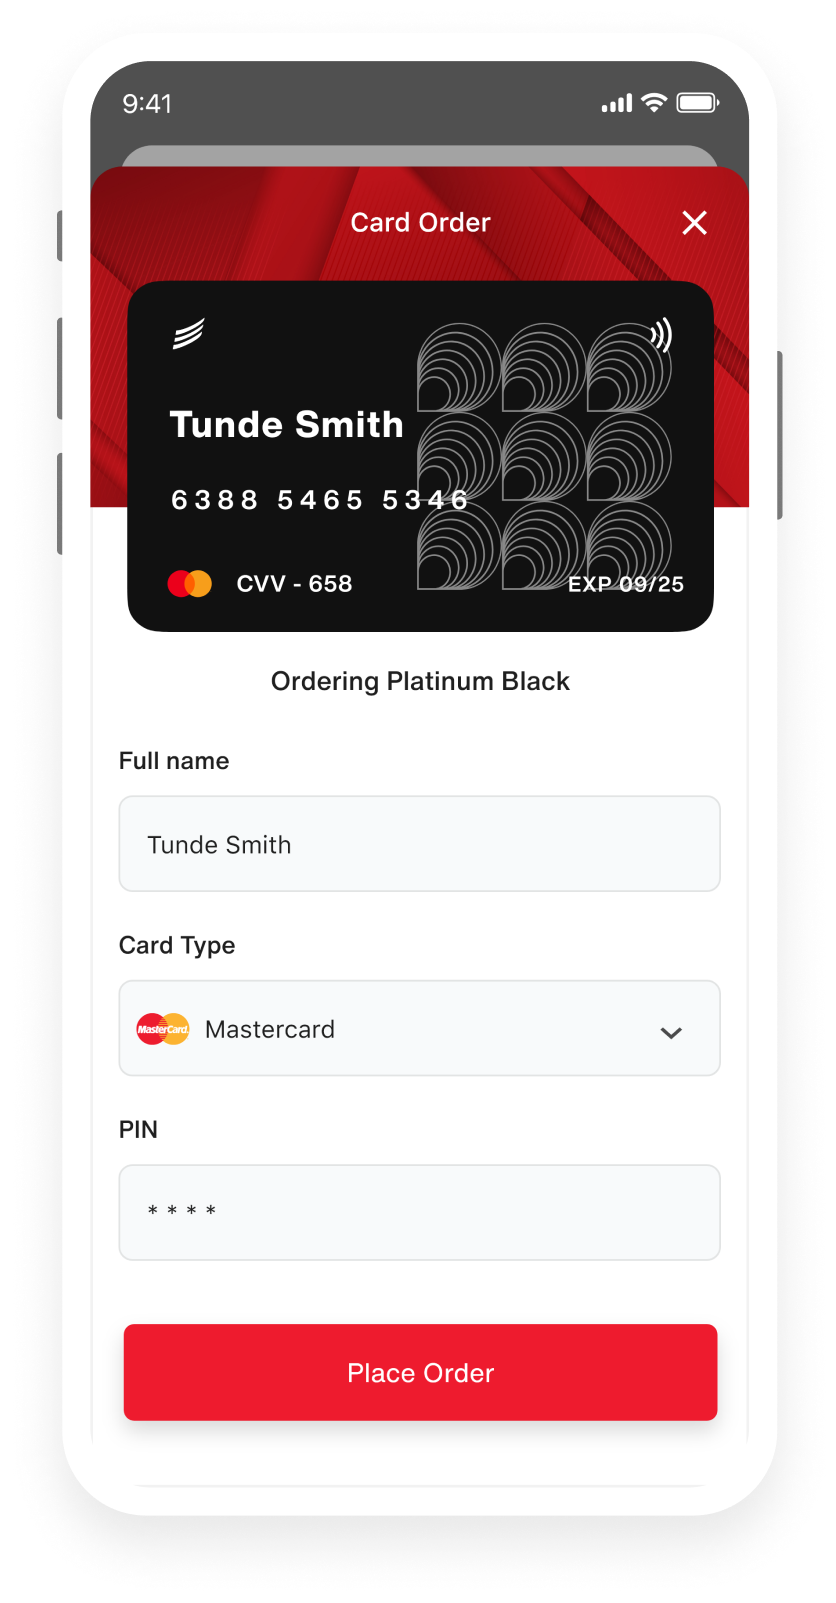 9:41
Card Order
Tunde Smith
6388 5465 5346
CVV - 658
EXP 09/25
Ordering Platinum Black
Full name
Tunde Smith
Card Type
MasterCard
Mastercard
PIN
* * * *
Place Order